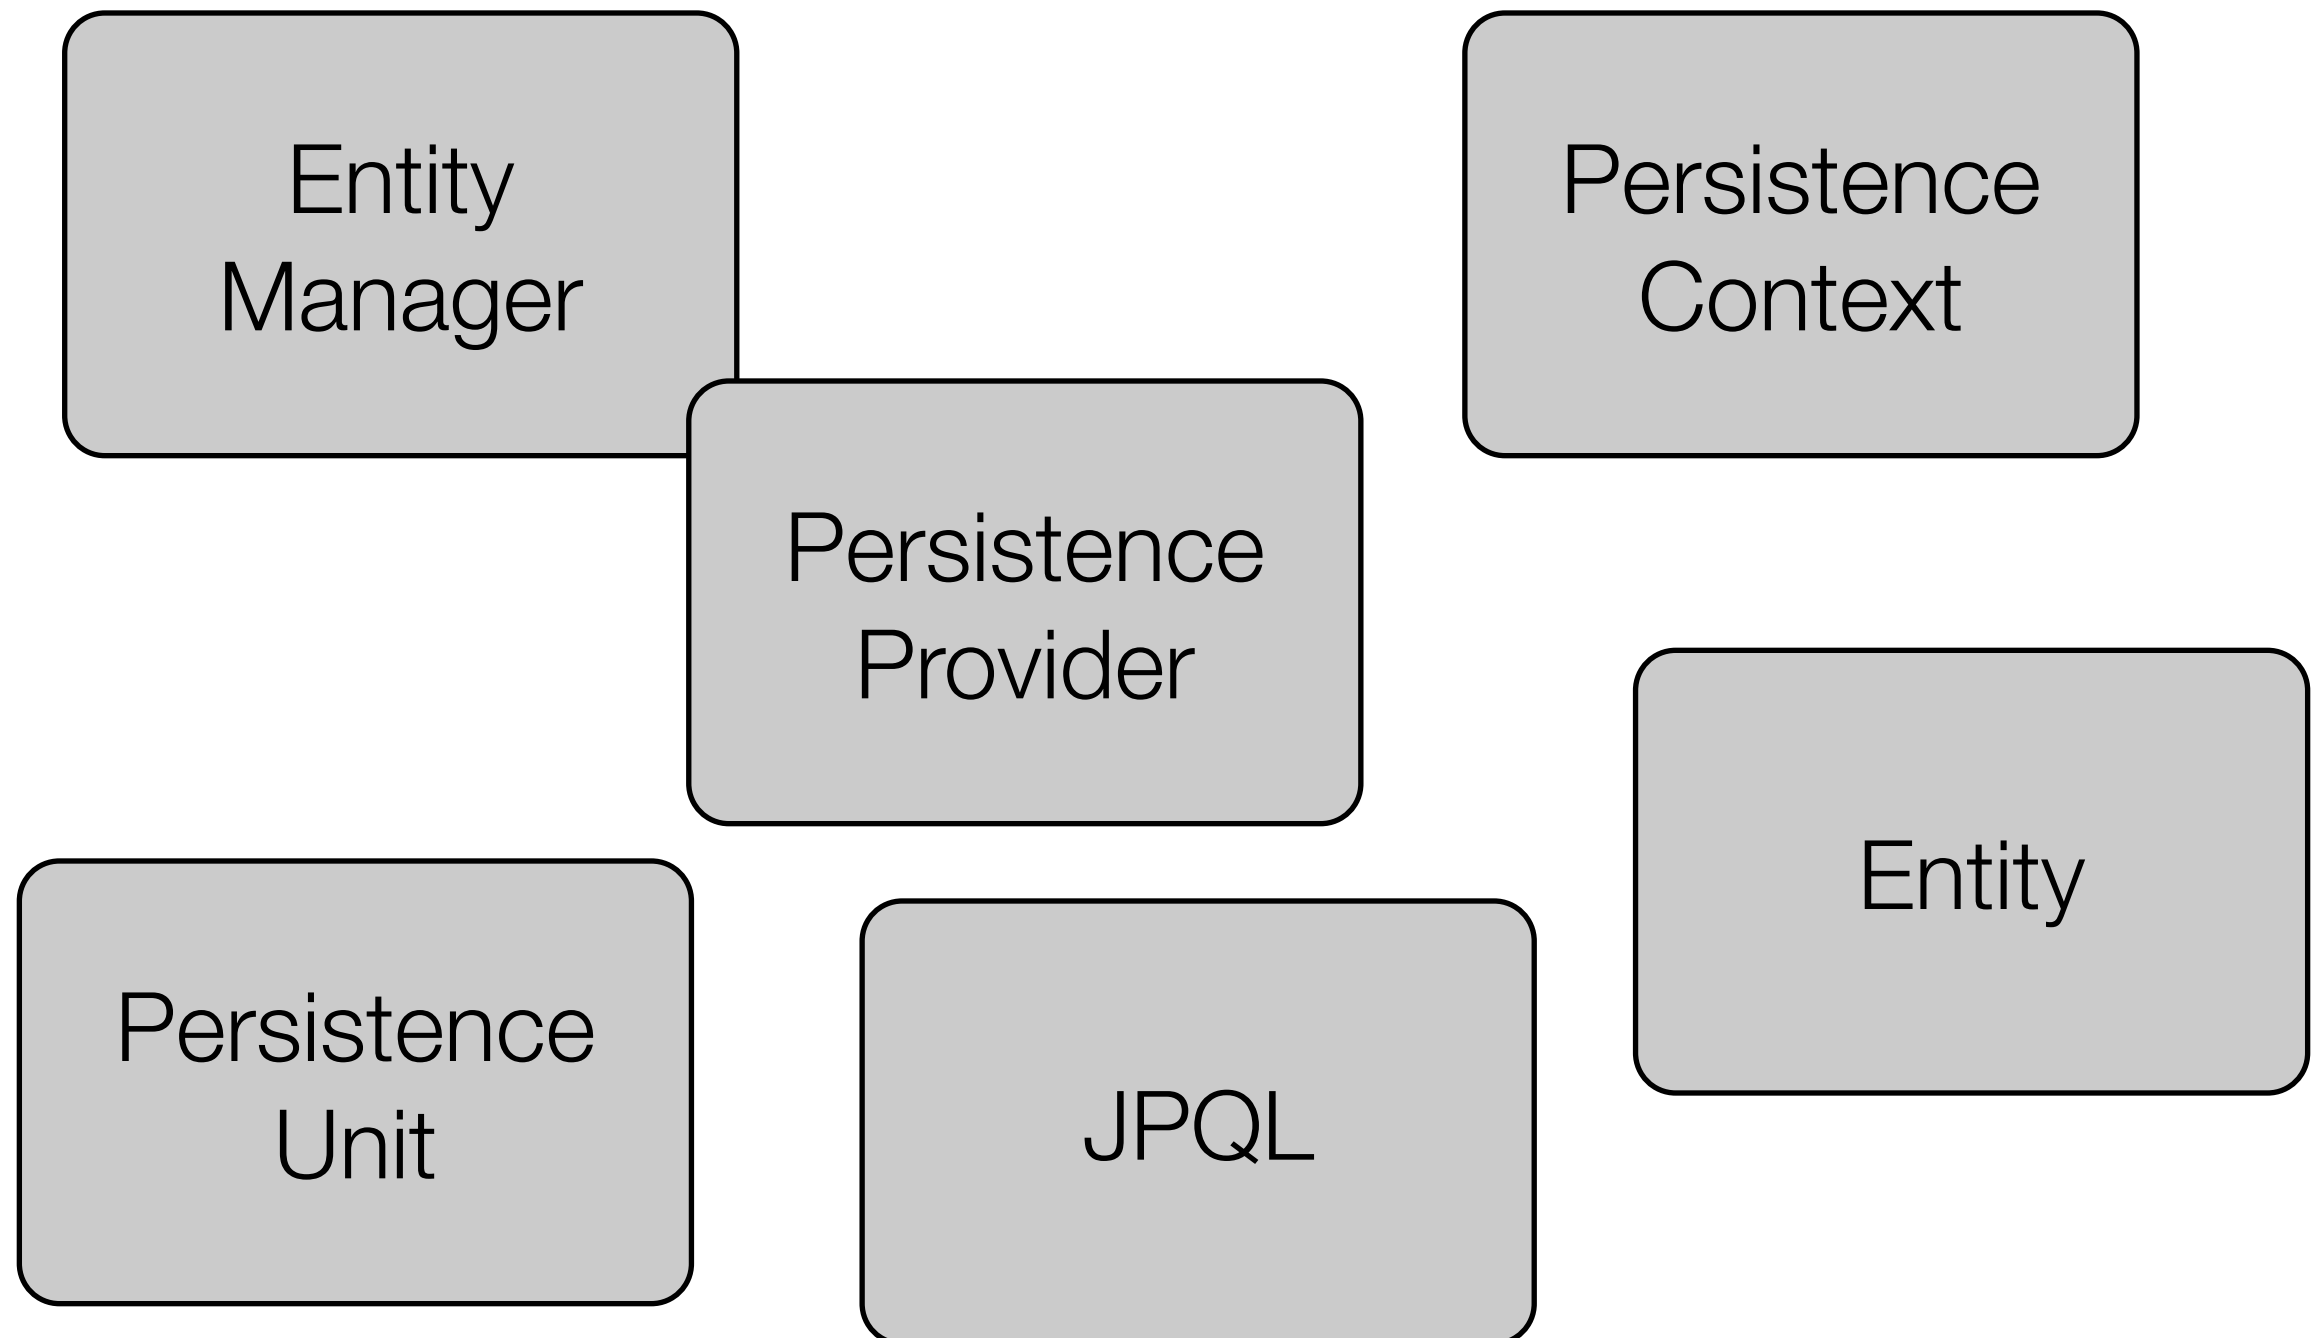 Entity
Manager
Persistence
Context
Persistence
Provider
Entity
Persistence
Unit
JPQL